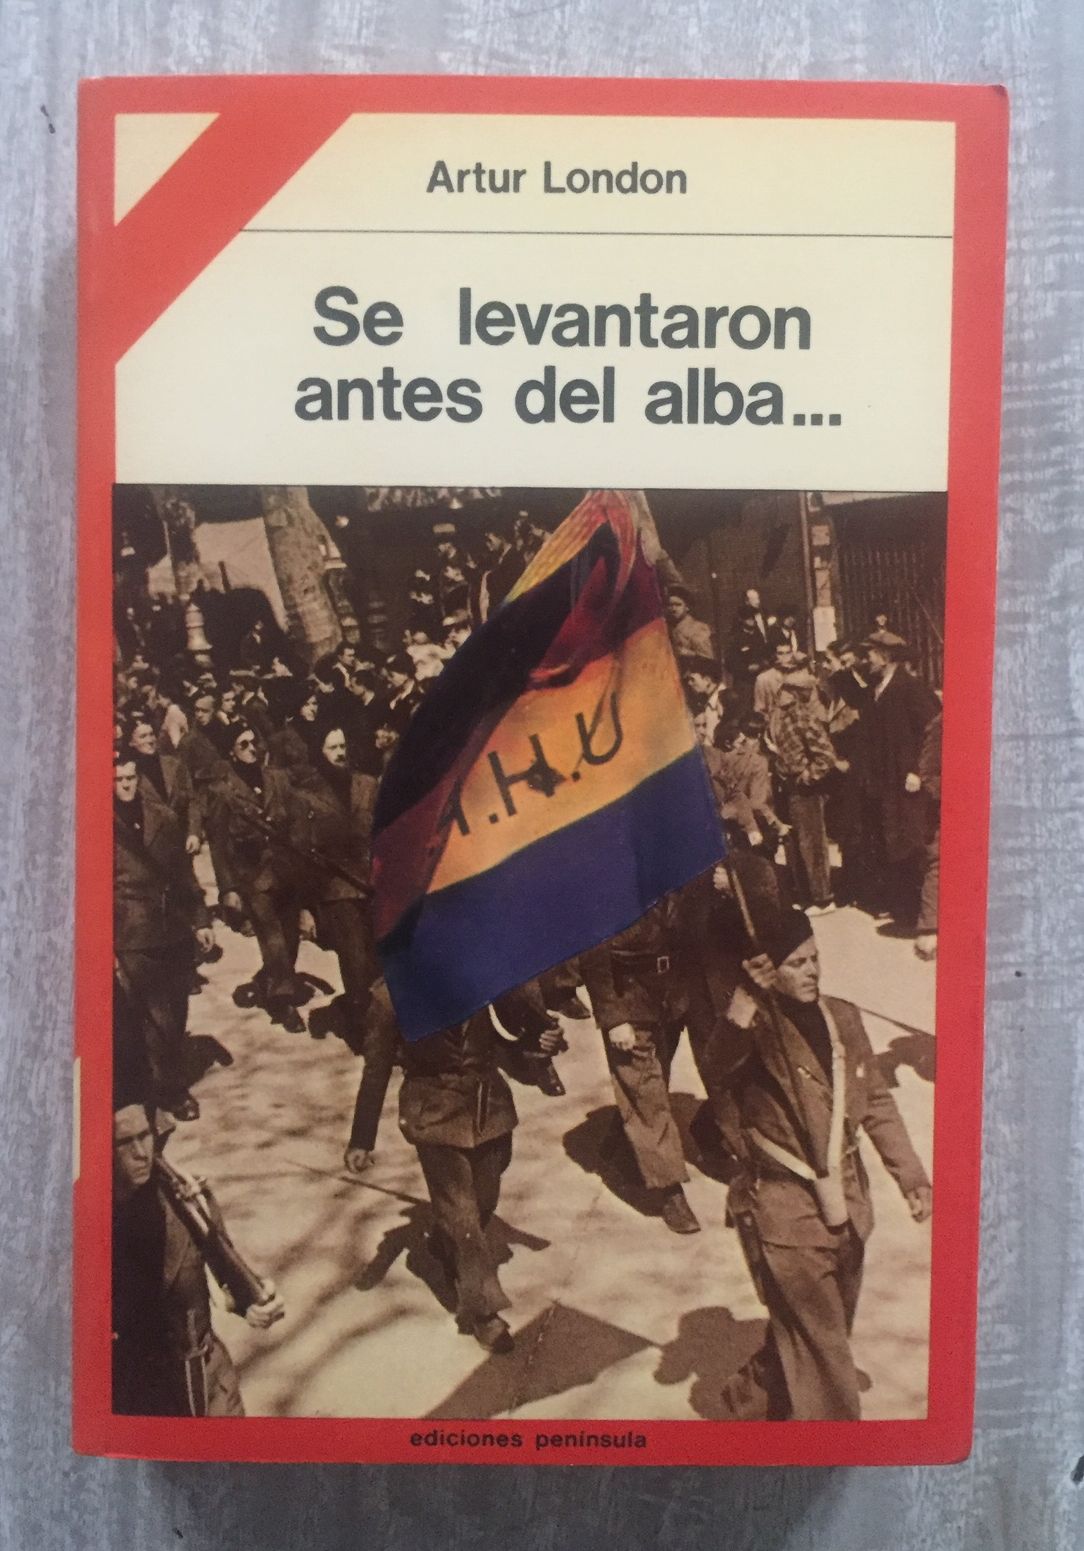 Artur London
Se levantaron
antes del alba...
.H.U
ediciones península